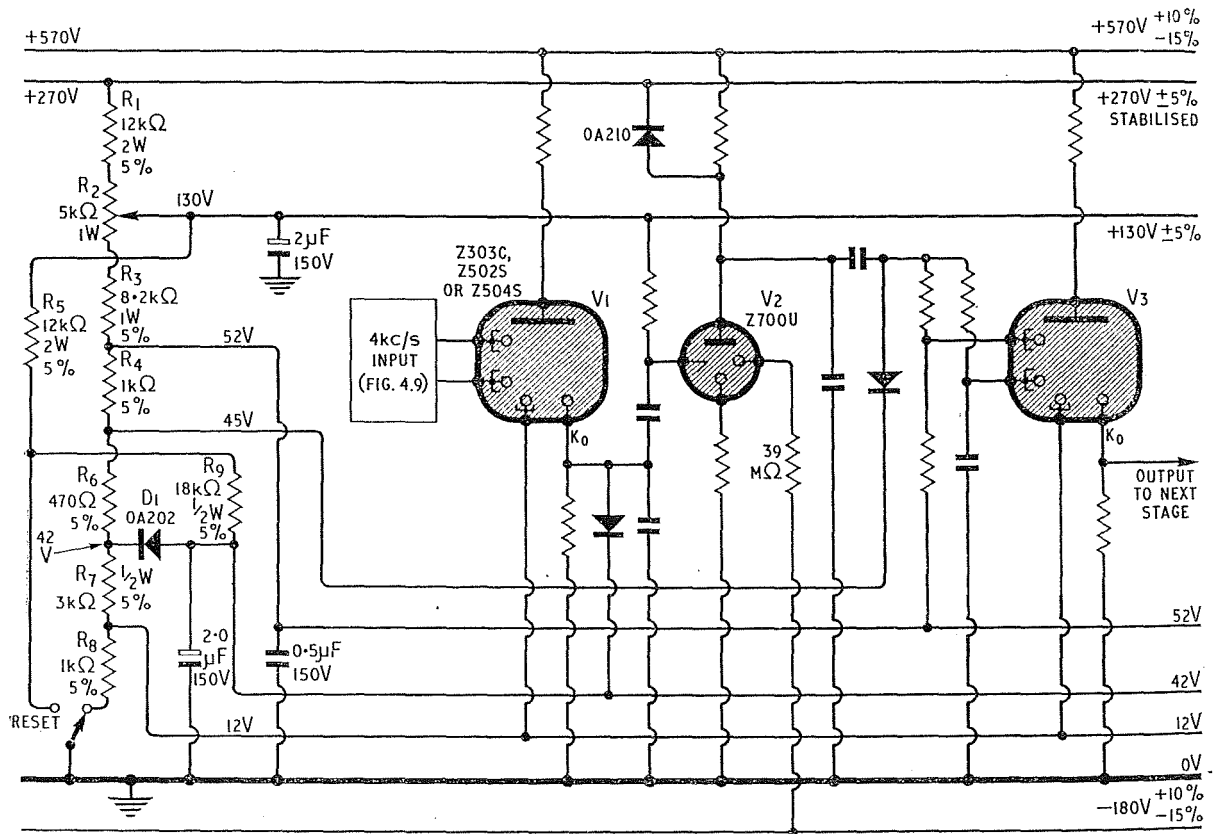 +570V
+570V +10%
-15%
+270V
+270V ±5%
STABILISED
R1
12kΩ
2W
5%
OA210
R2
5kΩ
1W
130V
+130V ±5%
2µF
150V
R3
8·2kΩ
1W
5%
Z303C,
Z502S
OR Z504S
V1
V2
Z700U
V3
R5
12kΩ
2W
5%
4kC/S
INPUT
(FIG. 4.9)
52V
R4
1kΩ
5%
45V
K0
K0
R6
470Ω
5%
D1
OA202
R9
18kΩ
½W
5%
39
MΩ
OUTPUT
TO NEXT
STAGE
42
V
R7
3kΩ
½W
5%
52V
R8
1kΩ
5%
2·0
µF
150V
0·5µF
150V
42V
RESET
12V
12V
0V
-180V +10%
-15%